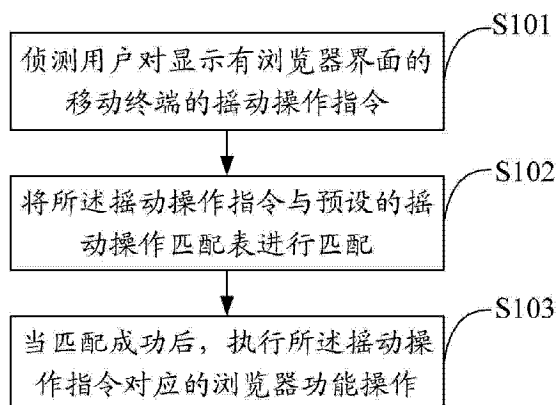 S101
侦测用户对显示有浏览器界面的
移动终端的摇动操作指令
S102
将所述摇动操作指令与预设的摇
动操作匹配表进行匹配
S103
当匹配成功后，执行所述摇动操
作指令对应的浏览器功能操作